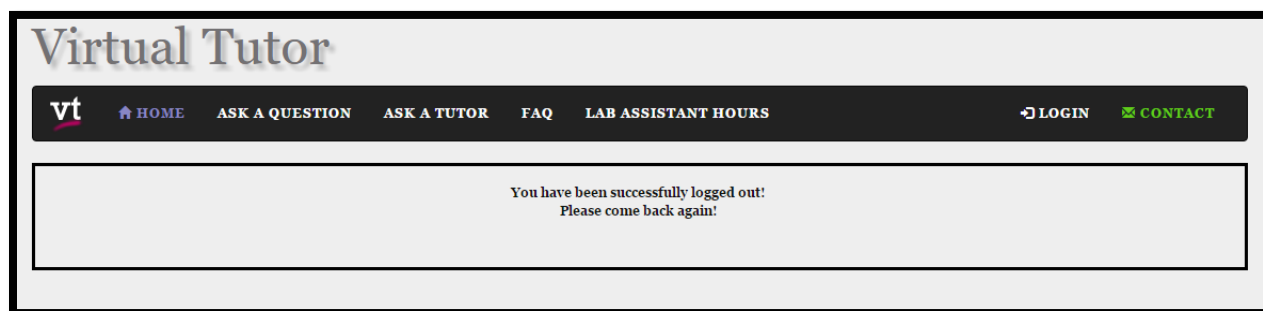 Virtual Tutor
vt HOME ASK A QUESTION ASK A TUTOR FAQ LAB ASSISTANT HOURS LOGIN CONTACT
You have been successfully logged out!
Please come back again!